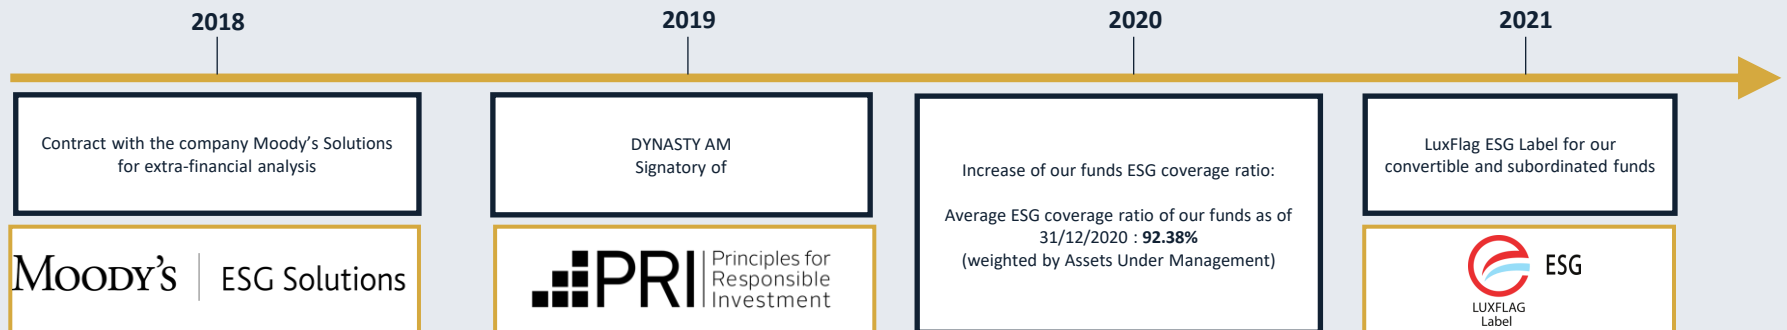 2018
2019
2020
2021
Contract with the company Moody's Solutions
for extra-financial analysis
MOODY'S
ESG Solutions
DYNASTY AM
Signatory of
PRI
Principles for
Responsible
Investment
Increase of our funds ESG coverage ratio:
Average ESG coverage ratio of our funds as of
31/12/2020 : 92.38%
(weighted by Assets Under Management)
LuxFlag ESG Label for our
convertible and subordinated funds
ESG
LUXFLAG
Label